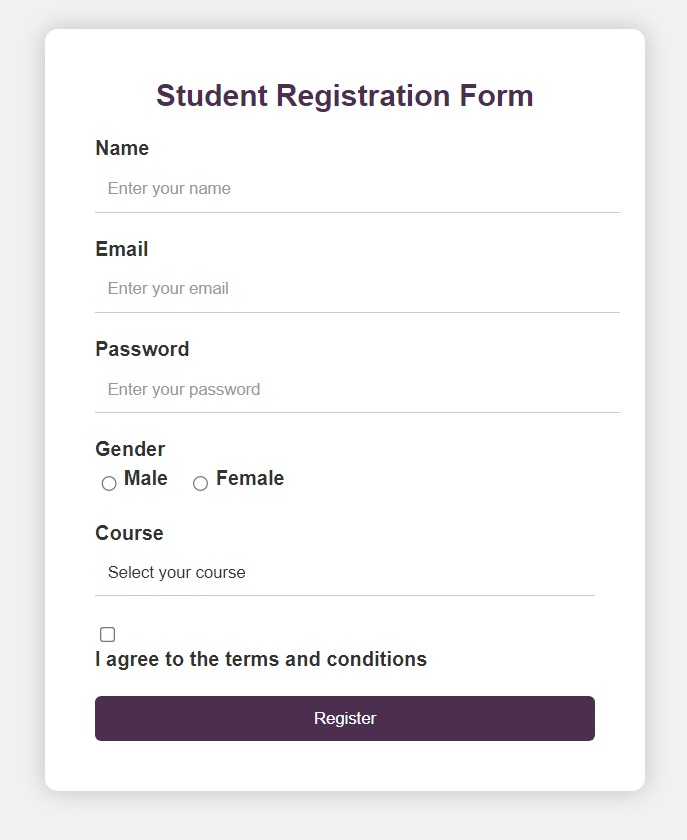 Student Registration Form
Name
Enter your name
Email
Enter your email
Password
Enter your password
Gender
Male Female
Course
Select your course
I agree to the terms and conditions
Register